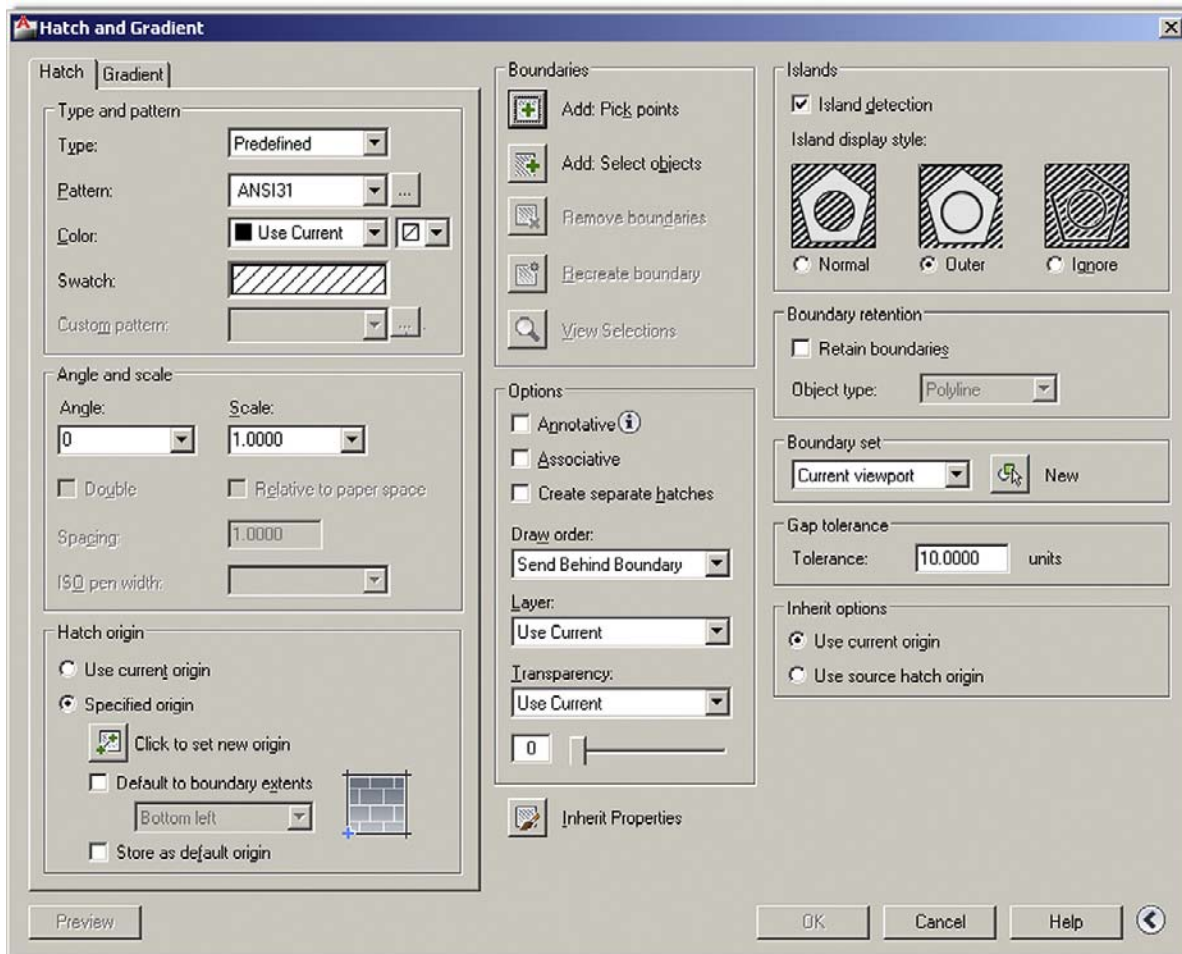 Hatch and Gradient
Hatch
Gradient
Type and pattern
Type:
Predefined
Pattern:
ANSI31
...
Color:
Use Current
Swatch:
Custom pattern:
...
Angle and scale
Angle:
Scale:
0
1.0000
Double
Relative to paper space
Spacing:
1.0000
ISO pen width:
Hatch origin
Use current origin
Specified origin
Click to set new origin
Default to boundary extents
Bottom left
Store as default origin
Preview
Boundaries
Add: Pick points
Add: Select objects
Remove boundaries
Recreate boundary
View Selections
Options
Annotative
Associative
Create separate hatches
Draw order:
Send Behind Boundary
Layer:
Use Current
Transparency:
Use Current
0
Inherit Properties
Islands
Island detection
Island display style:
Normal
Outer
Ignore
Boundary retention
Retain boundaries
Object type:
Polyline
Boundary set
Current viewport
New
Gap tolerance
Tolerance:
10.0000
units
Inherit options
Use current origin
Use source hatch origin
OK
Cancel
Help